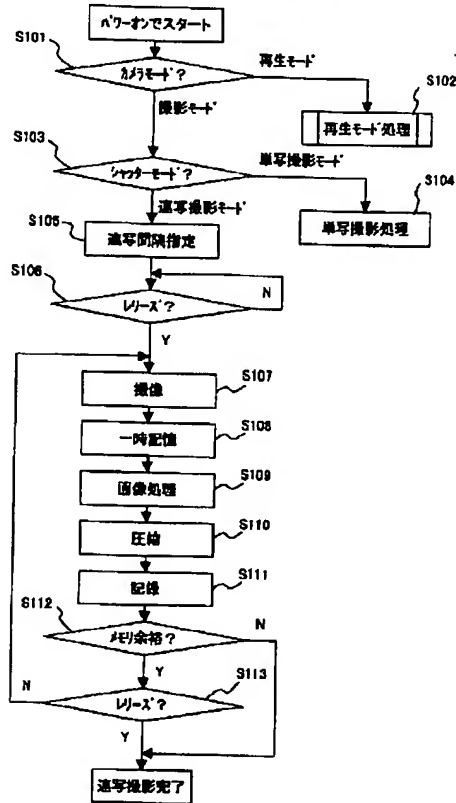 パワーオンでスタート
S101
カメラモード?
再生モード
S102
再生モード処理
撮影モード
S103
シャッターモード?
単写撮影モード
S104
単写撮影処理
連写撮影モード
S105
連写間隔指定
S106
レリーズ?
N
Y
撮像
S107
一時記憶
S108
画像処理
S109
圧縮
S110
記録
S111
S112
メモリ余裕?
N
Y
S113
N
レリーズ?
Y
連写撮影完了